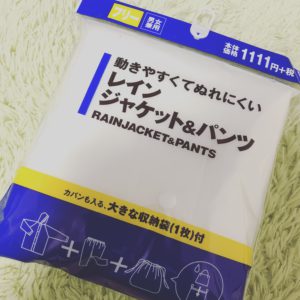 フリー
男女
兼用
本体
価格 1111円+税
動きやすくてぬれにくい
レイン
ジャケット&パンツ
RAINJACKET&PANTS
カバンも入る、大きな収納袋(1枚)付